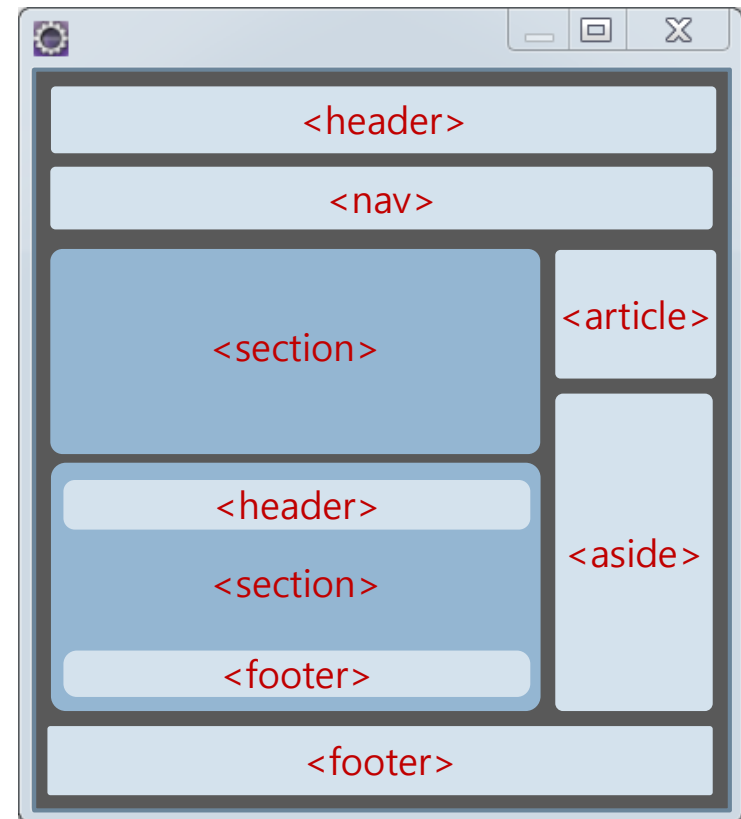 <header>
<nav>
<section>
<article>
<header>
<section>
<footer>
<aside>
<footer>